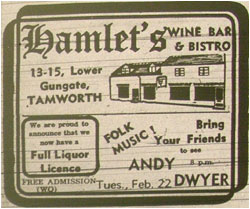 Hamlet's WINE BAR
& BISTRO
13-15, Lower
Gungate,
TAMWORTH
We are proud to
announce that we
now have a
Full Liquor
Licence
FOLK
MUSIC !
Bring
Your Friends
to see
ANDY 8 p.m.
DWYER
FREE ADMISSION
(WO)
Tues., Feb. 22